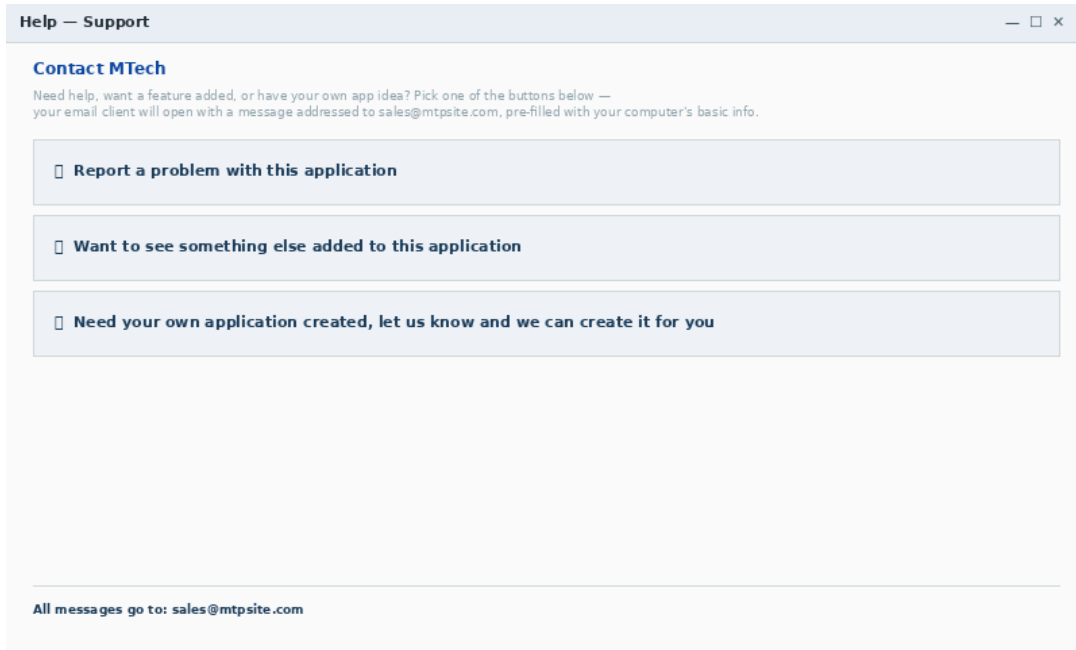 Help — Support
Contact MTech
Need help, want a feature added, or have your own app idea? Pick one of the buttons below —
your email client will open with a message addressed to sales@mtpsite.com, pre-filled with your computer's basic info.
Report a problem with this application
Want to see something else added to this application
Need your own application created, let us know and we can create it for you
All messages go to: sales@mtpsite.com